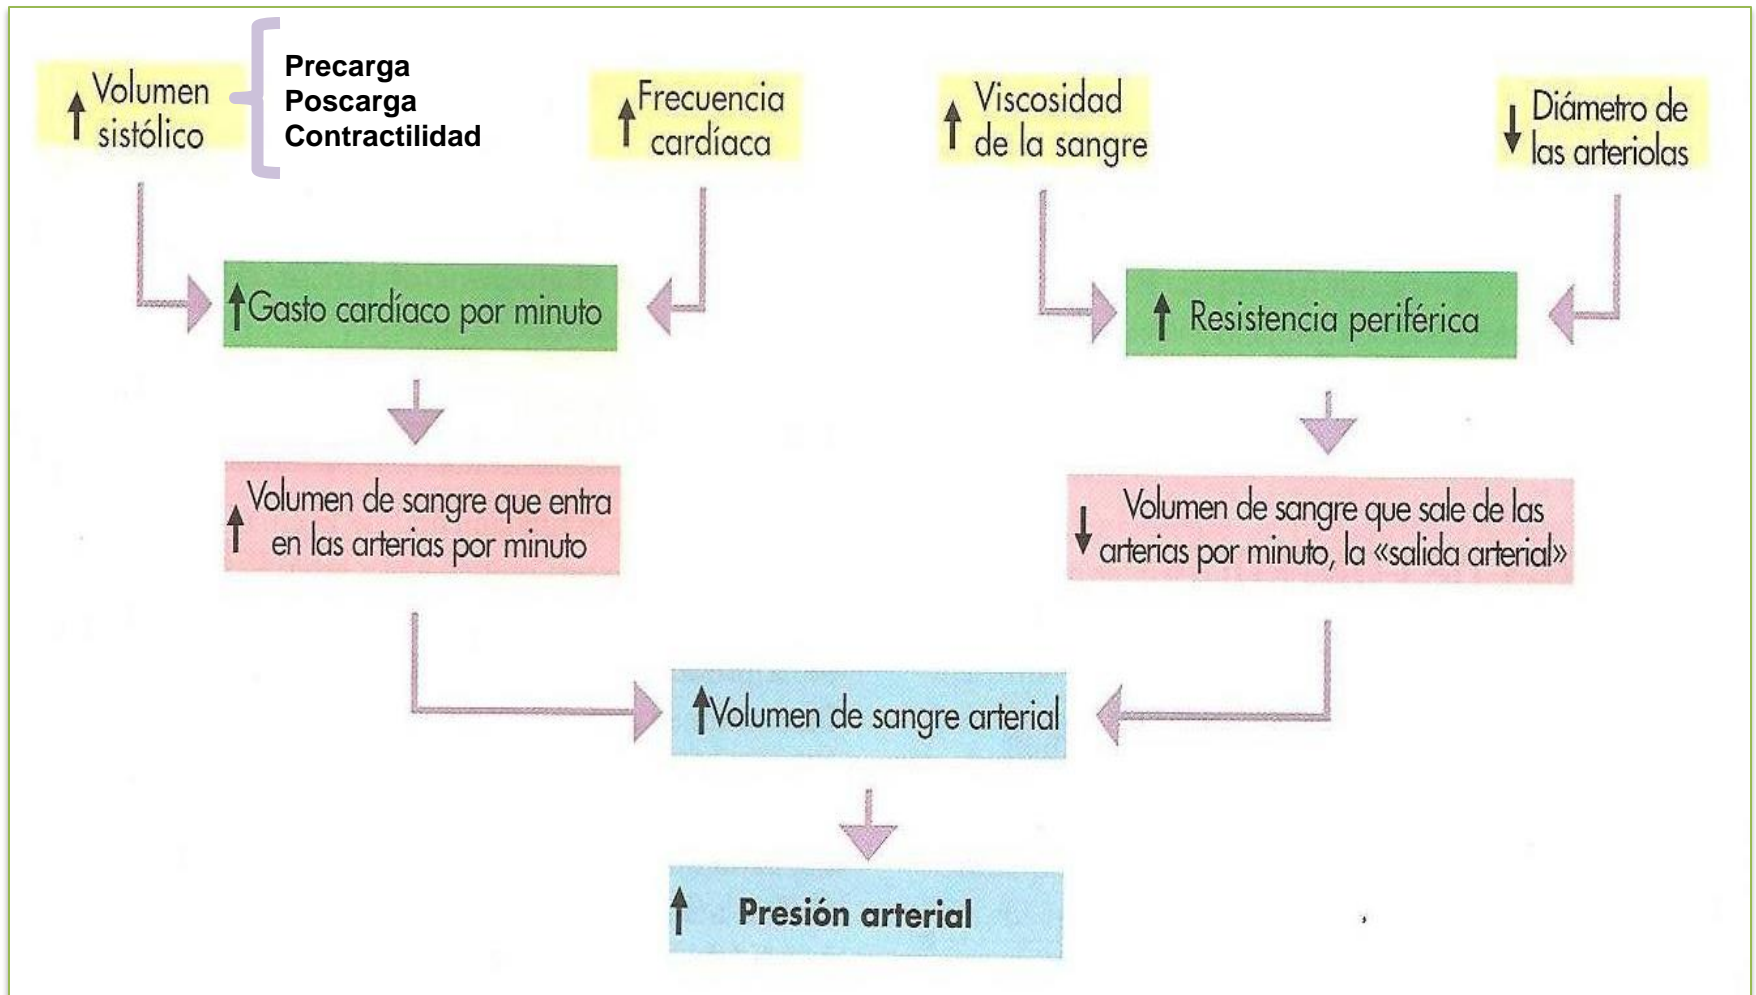 ↑ Volumen
sistólico
Precarga
Poscarga
Contractilidad
↑ Frecuencia
cardíaca
↑ Viscosidad
de la sangre
↓ Diámetro de
las arteriolas
↑ Gasto cardíaco por minuto
↑ Resistencia periférica
↑ Volumen de sangre que entra
en las arterias por minuto
↓ Volumen de sangre que sale de las
arterias por minuto, la «salida arterial»
↑ Volumen de sangre arterial
↑ Presión arterial